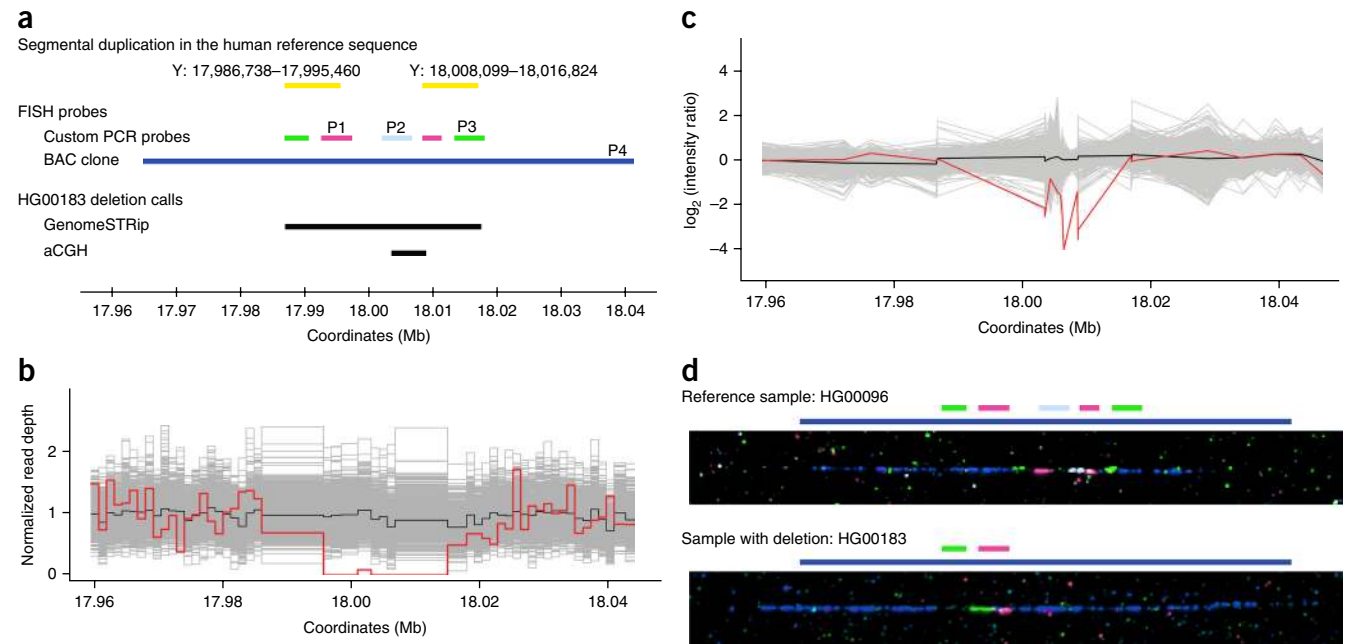 a
Segmental duplication in the human reference sequence
Y: 17,986,738–17,995,460 Y: 18,008,099–18,016,824
FISH probes
Custom PCR probes P1 P2 P3
BAC clone P4
HG00183 deletion calls
GenomeSTRip
aCGH
17.96 17.97 17.98 17.99 18.00 18.01 18.02 18.03 18.04
Coordinates (Mb)
b
Normalized read depth
2
1
0
17.96 17.98 18.00 18.02 18.04
Coordinates (Mb)
c
log2 (intensity ratio)
4
2
0
–2
–4
17.96 17.98 18.00 18.02 18.04
Coordinates (Mb)
d
Reference sample: HG00096
Sample with deletion: HG00183